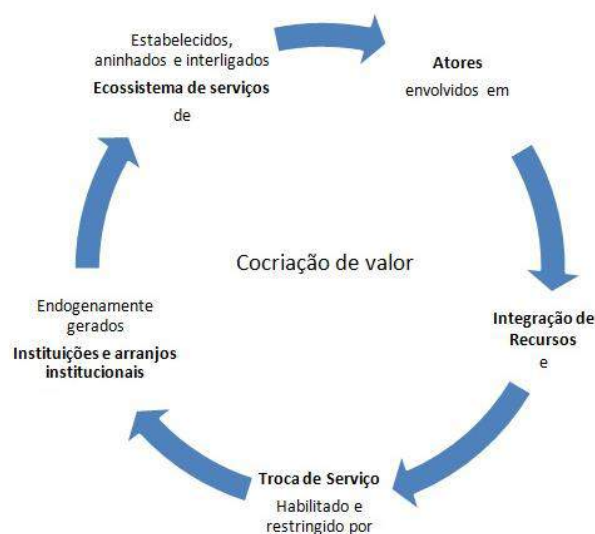 Estabelecidos,
aninhados e interligados
Ecossistema de serviços
de
Atores
envolvidos em
Integração de
Recursos
e
Troca de Serviço
Habilitado e
restringido por
Endogenamente
gerados
Instituições e arranjos
institucionais
Cocriação de valor